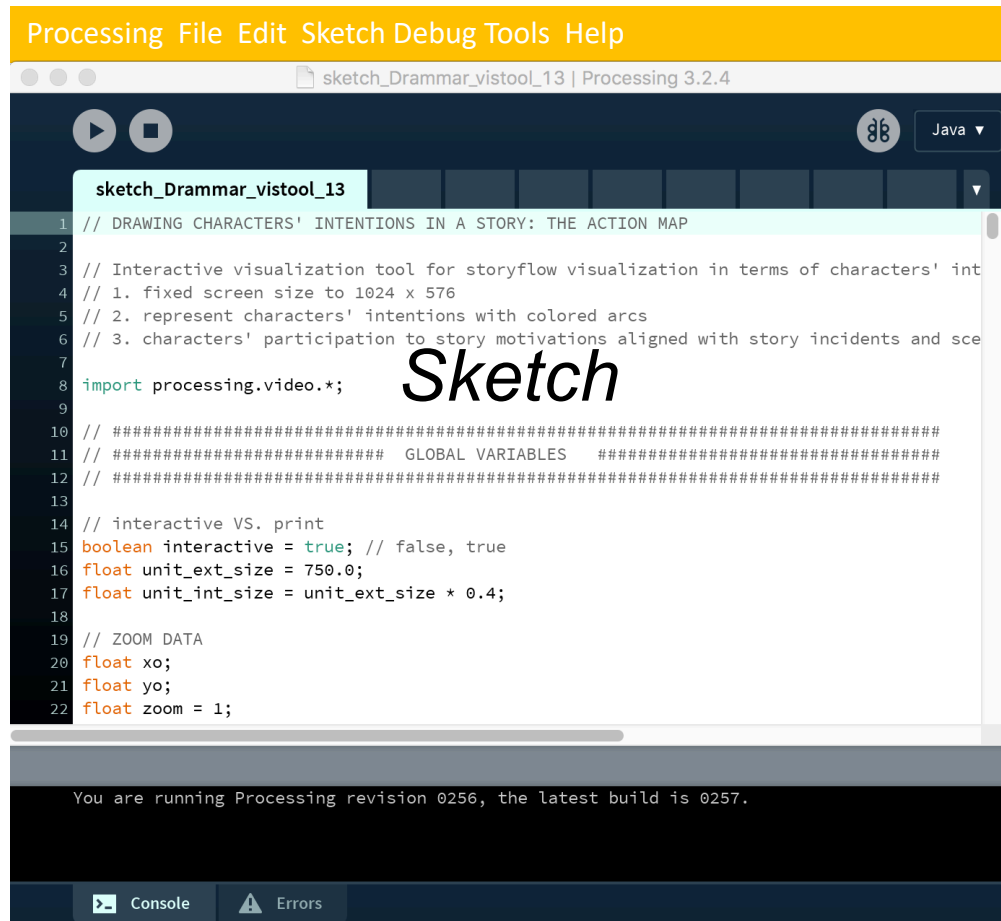 Processing File Edit Sketch Debug Tools Help
sketch_Drammar_vistool_13 | Processing 3.2.4
Java ▼
sketch_Drammar_vistool_13
▼
1 // DRAWING CHARACTERS' INTENTIONS IN A STORY: THE ACTION MAP
2
3 // Interactive visualization tool for storyflow visualization in terms of characters' int
4 // 1. fixed screen size to 1024 x 576
5 // 2. represent characters' intentions with colored arcs
6 // 3. characters' participation to story motivations aligned with story incidents and sce
7
Sketch
8 import processing.video.*;
9
10 // ##################################################################################
11 // ########################### GLOBAL VARIABLES ##################################
12 // ##################################################################################
13
14 // interactive VS. print
15 boolean interactive = true; // false, true
16 float unit_ext_size = 750.0;
17 float unit_int_size = unit_ext_size * 0.4;
18
19 // ZOOM DATA
20 float xo;
21 float yo;
22 float zoom = 1;
You are running Processing revision 0256, the latest build is 0257.
Console Errors